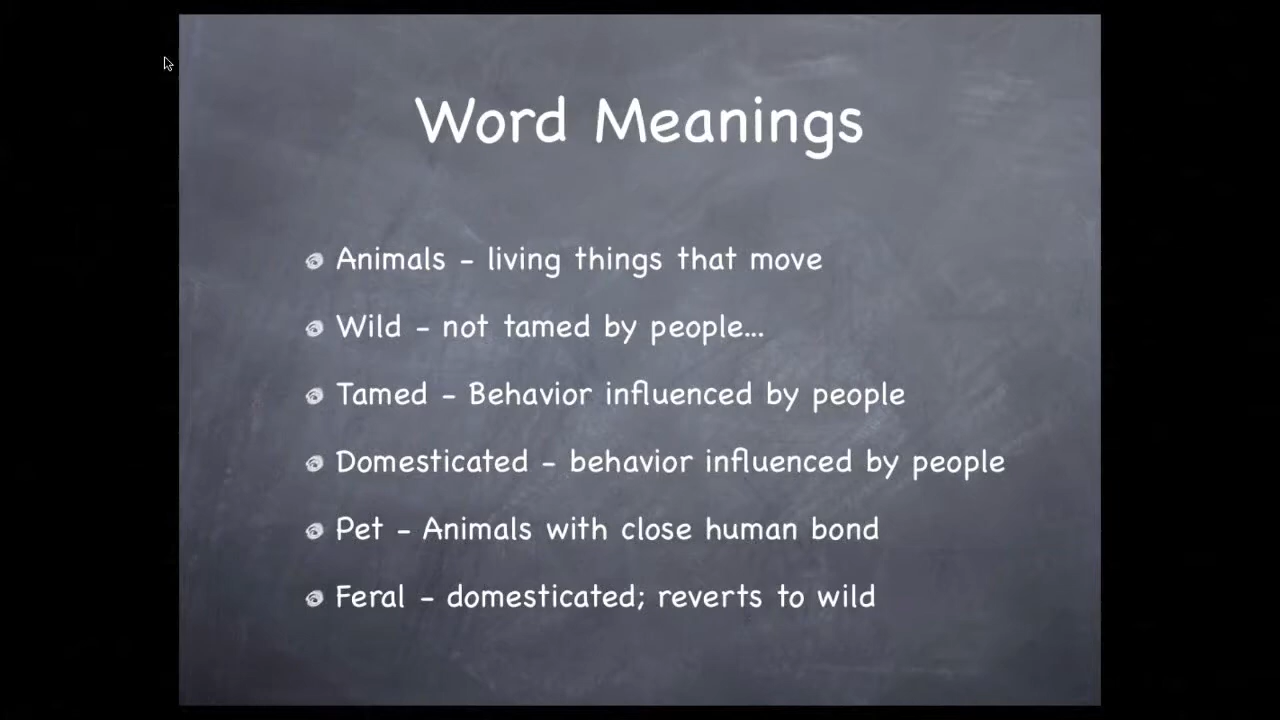 Word Meanings
Animals - living things that move
Wild - not tamed by people...
Tamed - Behavior influenced by people
Domesticated - behavior influenced by people
Pet - Animals with close human bond
Feral - domesticated; reverts to wild